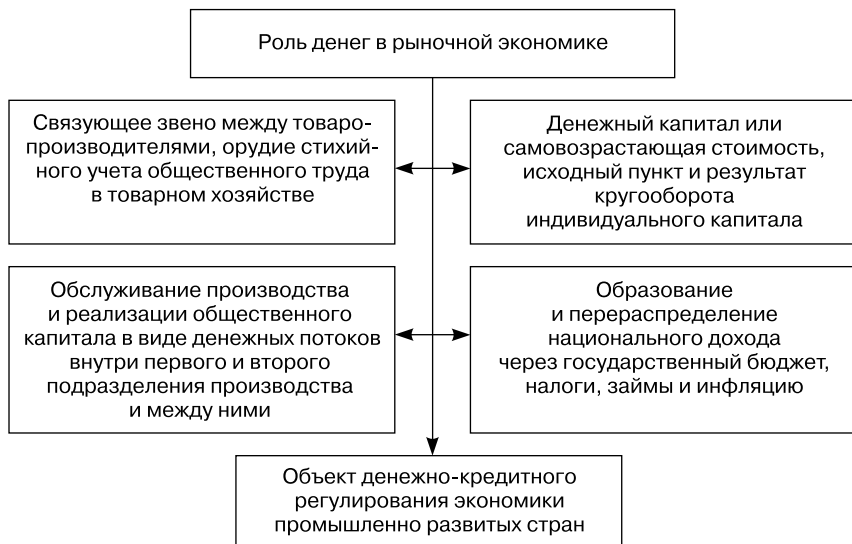 Роль денег в рыночной экономике
Связующее звено между товаро-
производителями, орудие стихий-
ного учета общественного труда
в товарном хозяйстве
Денежный капитал или
самовозрастающая стоимость,
исходный пункт и результат
кругооборота
индивидуального капитала
Обслуживание производства
и реализации общественного
капитала в виде денежных потоков
внутри первого и второго
подразделения производства
и между ними
Образование
и перераспределение
национального дохода
через государственный бюджет,
налоги, займы и инфляцию
Объект денежно-кредитного
регулирования экономики
промышленно развитых стран